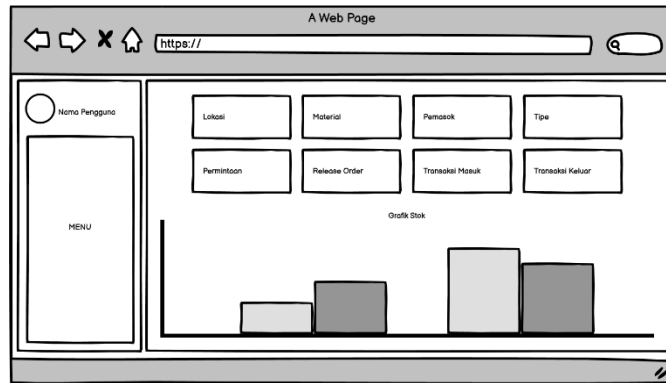 A Web Page
https://
Nama Pengguna
MENU
Lokasi
Material
Pemasok
Tipe
Permintaan
Release Order
Transaksi Masuk
Transaksi Keluar
Grafik Stok